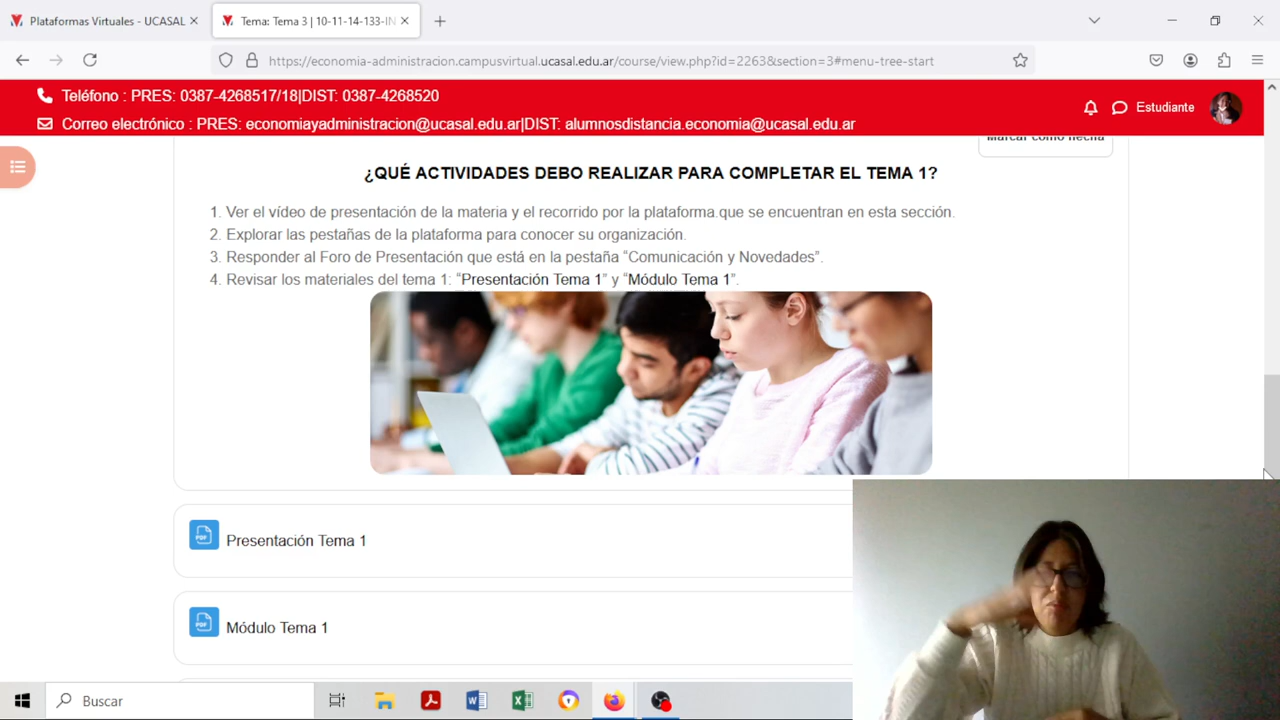 Plataformas Virtuales - UCASAL
Tema: Tema 3 | 10-11-14-133-IN
https://economia-administracion.campusvirtual.ucasal.edu.ar/course/view.php?id=2263&section=3#menu-tree-start
Teléfono : PRES: 0387-4268517/18|DIST: 0387-4268520
Estudiante
Correo electrónico : PRES: economiayadministracion@ucasal.edu.ar|DIST: alumnosdistancia.economia@ucasal.edu.ar
Marcar como hecha
¿QUÉ ACTIVIDADES DEBO REALIZAR PARA COMPLETAR EL TEMA 1?
1. Ver el vídeo de presentación de la materia y el recorrido por la plataforma.que se encuentran en esta sección.
2. Explorar las pestañas de la plataforma para conocer su organización.
3. Responder al Foro de Presentación que está en la pestaña “Comunicación y Novedades”.
4. Revisar los materiales del tema 1: “Presentación Tema 1” y “Módulo Tema 1”.
PDF
Presentación Tema 1
PDF
Módulo Tema 1
Buscar